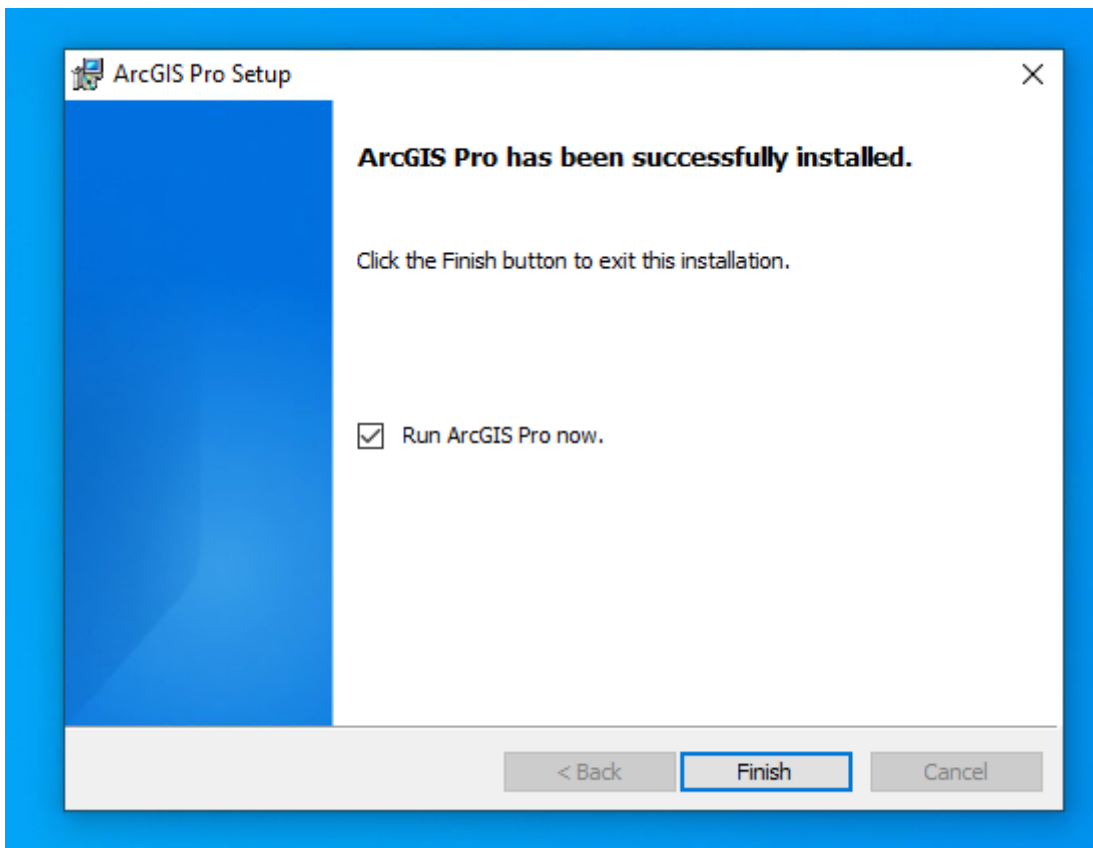 ArcGIS Pro Setup
ArcGIS Pro has been successfully installed.
Click the Finish button to exit this installation.
Run ArcGIS Pro now.
< Back
Finish
Cancel